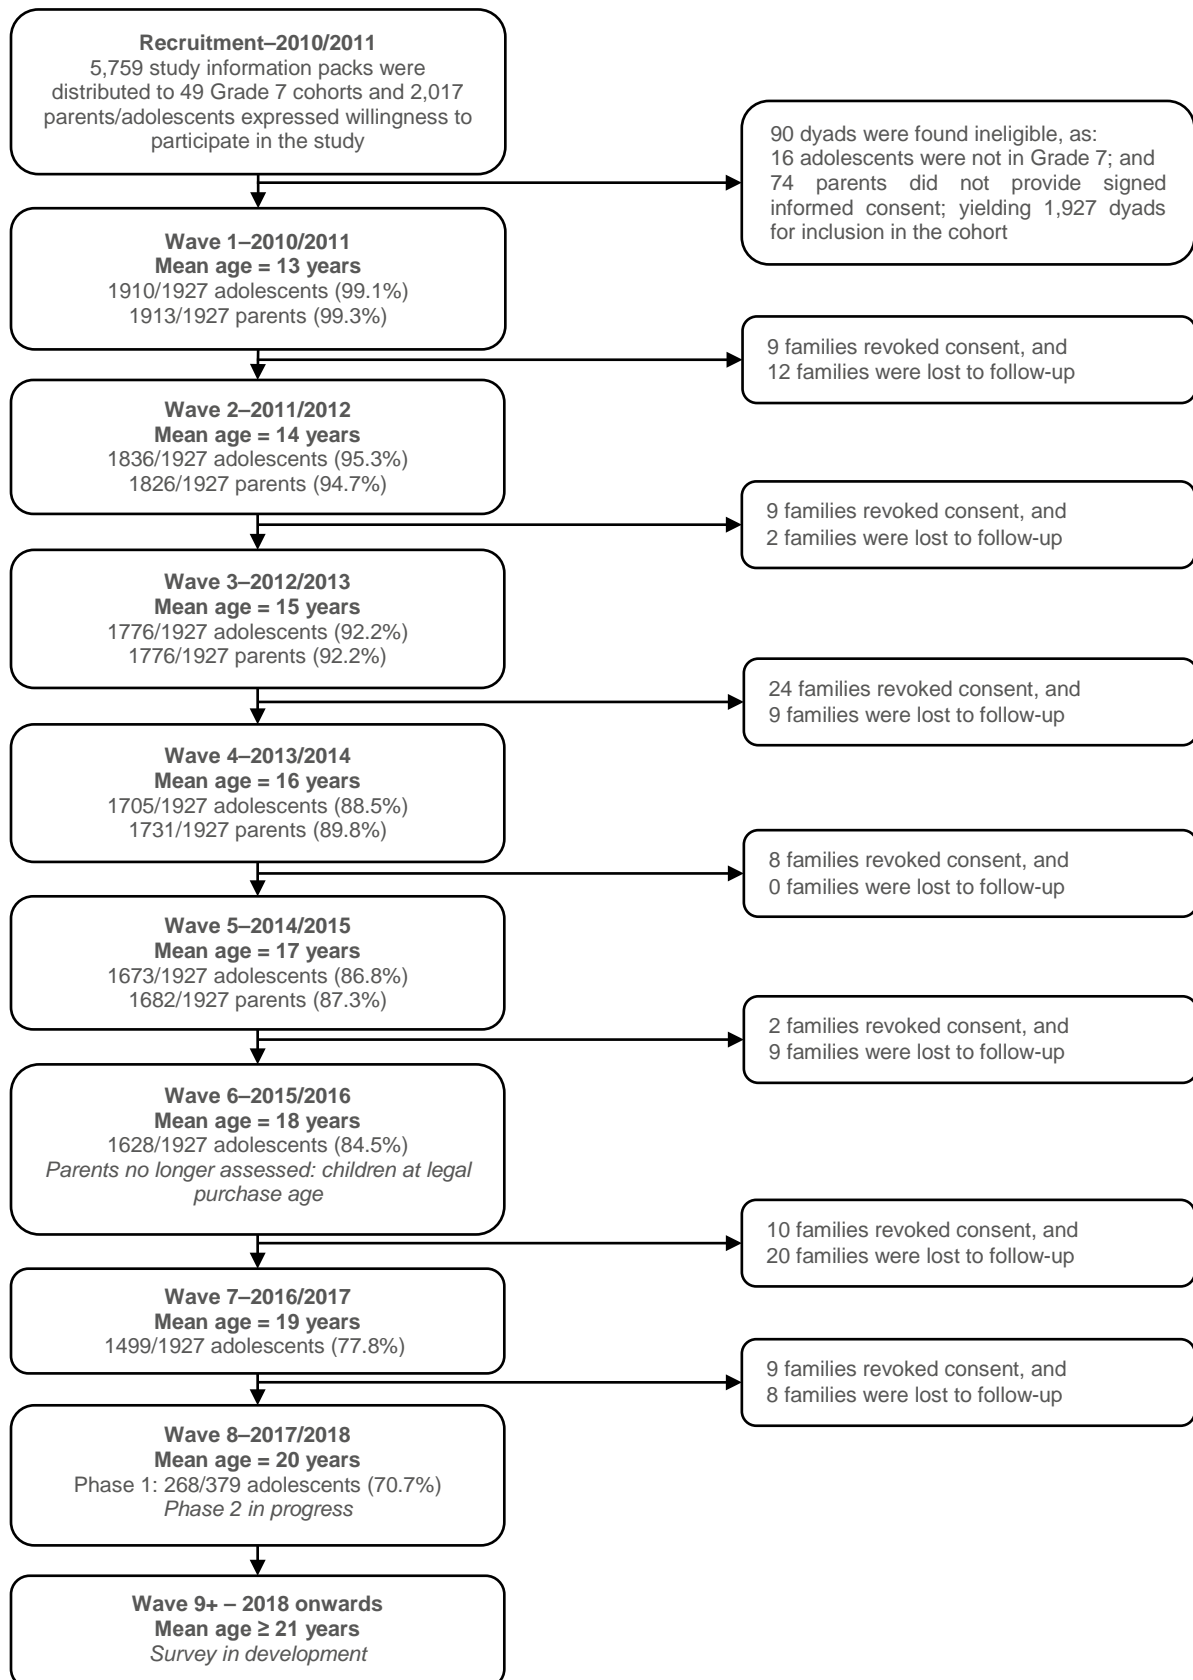 Recruitment–2010/2011
5,759 study information packs were
distributed to 49 Grade 7 cohorts and 2,017
parents/adolescents expressed willingness to
participate in the study
90 dyads were found ineligible, as:
16 adolescents were not in Grade 7; and
74 parents did not provide signed
informed consent; yielding 1,927 dyads
for inclusion in the cohort
Wave 1–2010/2011
Mean age = 13 years
1910/1927 adolescents (99.1%)
1913/1927 parents (99.3%)
9 families revoked consent, and
12 families were lost to follow-up
Wave 2–2011/2012
Mean age = 14 years
1836/1927 adolescents (95.3%)
1826/1927 parents (94.7%)
9 families revoked consent, and
2 families were lost to follow-up
Wave 3–2012/2013
Mean age = 15 years
1776/1927 adolescents (92.2%)
1776/1927 parents (92.2%)
24 families revoked consent, and
9 families were lost to follow-up
Wave 4–2013/2014
Mean age = 16 years
1705/1927 adolescents (88.5%)
1731/1927 parents (89.8%)
8 families revoked consent, and
0 families were lost to follow-up
Wave 5–2014/2015
Mean age = 17 years
1673/1927 adolescents (86.8%)
1682/1927 parents (87.3%)
2 families revoked consent, and
9 families were lost to follow-up
Wave 6–2015/2016
Mean age = 18 years
1628/1927 adolescents (84.5%)
Parents no longer assessed: children at legal
purchase age
10 families revoked consent, and
20 families were lost to follow-up
Wave 7–2016/2017
Mean age = 19 years
1499/1927 adolescents (77.8%)
9 families revoked consent, and
8 families were lost to follow-up
Wave 8–2017/2018
Mean age = 20 years
Phase 1: 268/379 adolescents (70.7%)
Phase 2 in progress
Wave 9+ – 2018 onwards
Mean age ≥ 21 years
Survey in development